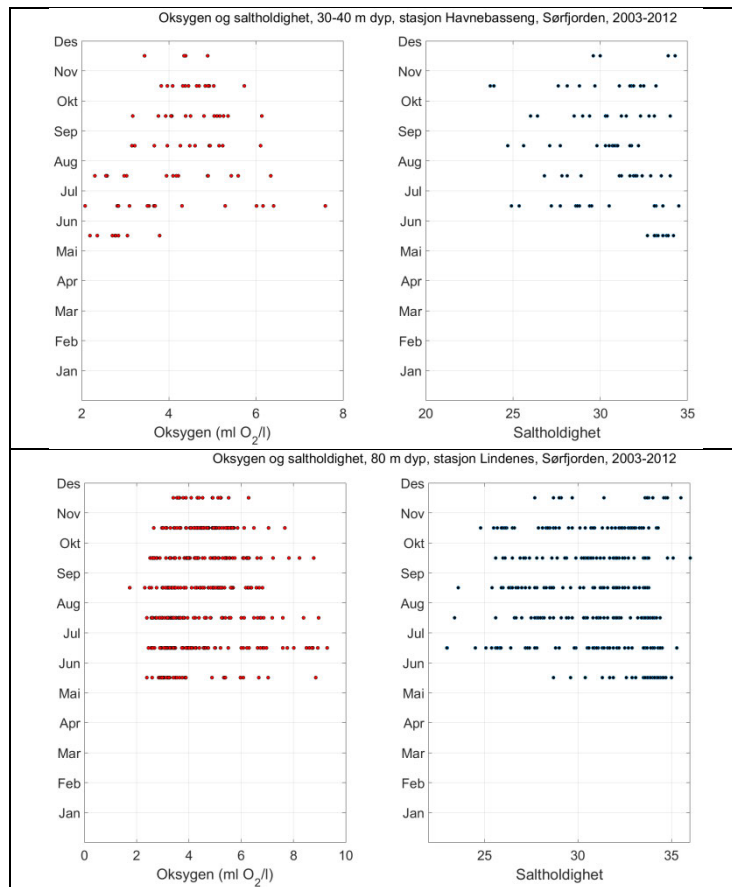 Oksygen og saltholdighet, 30-40 m dyp, stasjon Havnebasseng, Sørfjorden, 2003-2012
Des
Nov
Okt
Sep
Aug
Jul
Jun
Mai
Apr
Mar
Feb
Jan
2 4 6 8
Oksygen (ml O₂/l)
Des
Nov
Okt
Sep
Aug
Jul
Jun
Mai
Apr
Mar
Feb
Jan
20 25 30 35
Saltholdighet
Oksygen og saltholdighet, 80 m dyp, stasjon Lindenes, Sørfjorden, 2003-2012
Des
Nov
Okt
Sep
Aug
Jul
Jun
Mai
Apr
Mar
Feb
Jan
0 2 4 6 8 10
Oksygen (ml O₂/l)
Des
Nov
Okt
Sep
Aug
Jul
Jun
Mai
Apr
Mar
Feb
Jan
25 30 35
Saltholdighet